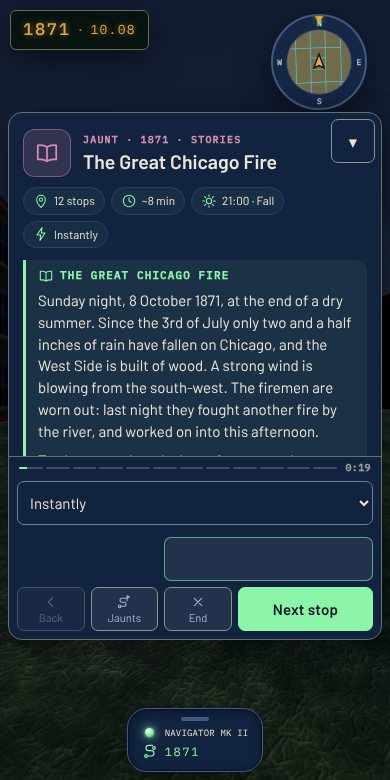 1871 · 10.08
N
W
E
S
JAUNT · 1871 · STORIES
The Great Chicago Fire
▼
12 stops
~8 min
21:00 · Fall
Instantly
THE GREAT CHICAGO FIRE
Sunday night, 8 October 1871, at the end of a dry
summer. Since the 3rd of July only two and a half
inches of rain have fallen on Chicago, and the
West Side is built of wood. A strong wind is
blowing from the south-west. The firemen are
worn out: last night they fought another fire by
the river, and worked on into this afternoon.
0:19
Instantly
Back
Jaunts
End
Next stop
NAVIGATOR MK II
1871